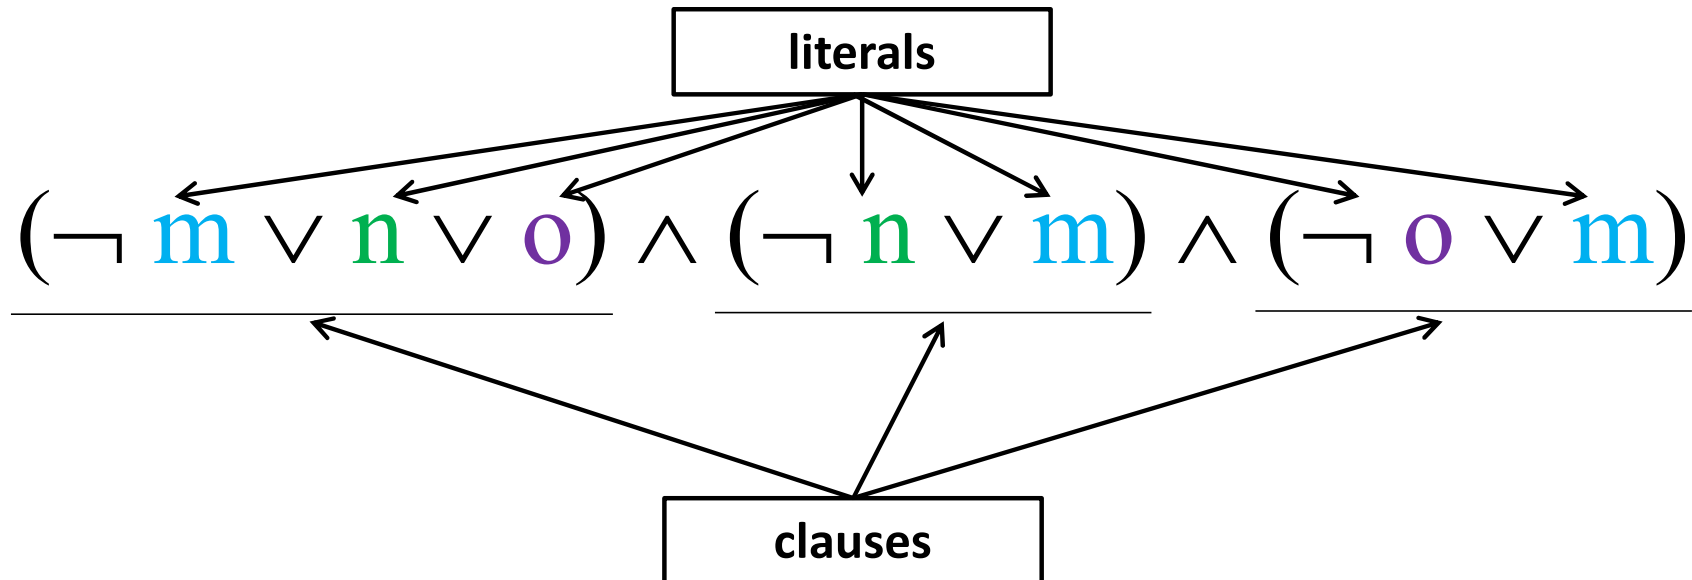 literals
(¬ m ∨ n ∨ o) ∧ (¬ n ∨ m) ∧ (¬ o ∨ m)
clauses